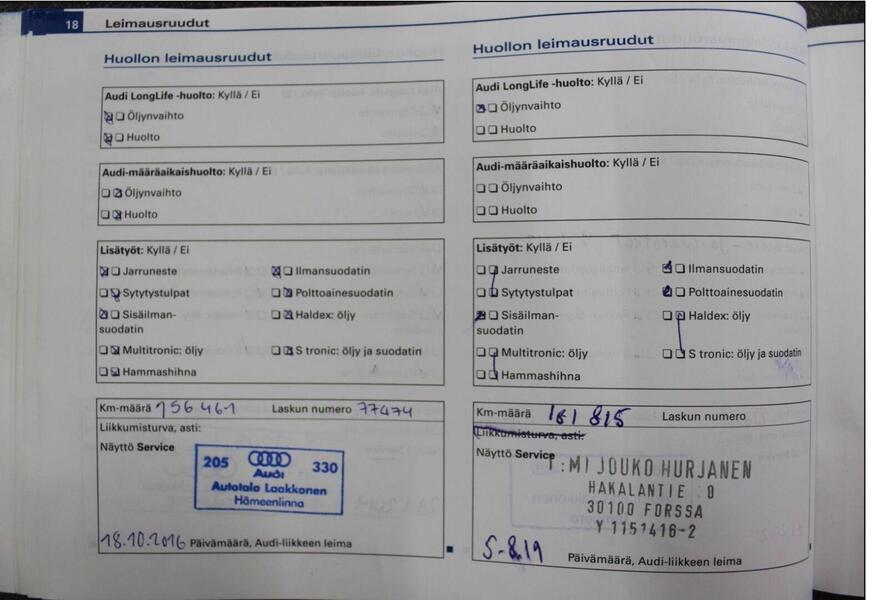 18 Leimausruudut
Huollon leimausruudut
Audi LongLife -huolto: Kyllä / Ei
Öljynvaihto
Huolto
Audi-määräaikaishuolto: Kyllä / Ei
Öljynvaihto
Huolto
Lisätyöt: Kyllä / Ei
Jarruneste Ilmansuodatin
Sytytystulpat Polttoainesuodatin
Sisäilman- Haldex: öljy
suodatin
Multitronic: öljy S tronic: öljy ja suodatin
Hammashihna
Km-määrä 156461 Laskun numero 77474
Liikkumisturva, asti:
Näyttö Service
205 Audi 330
Autotalo Laakkonen
Hämeenlinna
18.10.2016 Päivämäärä, Audi-liikkeen leima
Huollon leimausruudut
Audi LongLife -huolto: Kyllä / Ei
Öljynvaihto
Huolto
Audi-määräaikaishuolto: Kyllä / Ei
Öljynvaihto
Huolto
Lisätyöt: Kyllä / Ei
Jarruneste Ilmansuodatin
Sytytystulpat Polttoainesuodatin
Sisäilman- Haldex: öljy
suodatin
Multitronic: öljy S tronic: öljy ja suodatin
Hammashihna
Km-määrä 181 815 Laskun numero
Liikkumisturva, asti:
Näyttö Service
T:MI JOUKO HURJANEN
HAKALANTIE 8
30100 FORSSA
Y 1151416-2
5-8.19 Päivämäärä, Audi-liikkeen leima